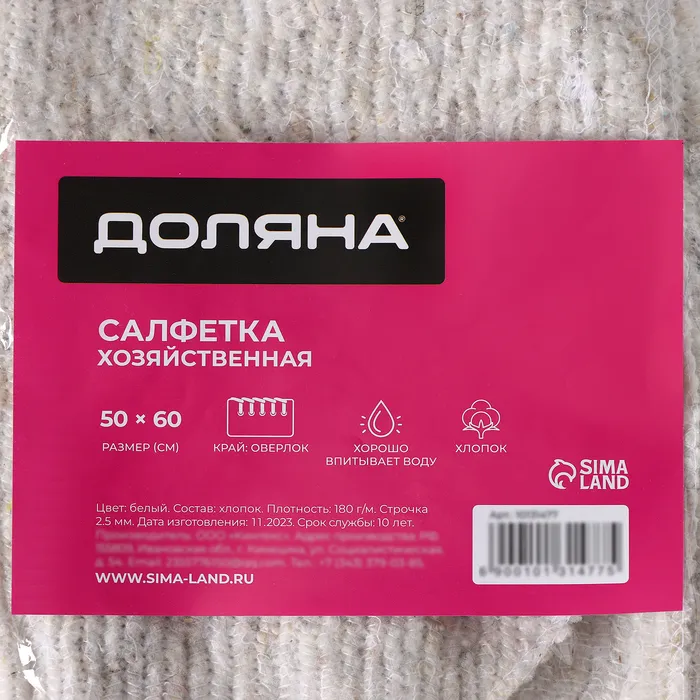 ДОЛЯНА®
САЛФЕТКА
ХОЗЯЙСТВЕННАЯ
50 × 60
РАЗМЕР (СМ)
КРАЙ: ОВЕРЛОК
ХОРОШО
ВПИТЫВАЕТ ВОДУ
ХЛОПОК
SIMA
LAND
Цвет: белый. Состав: хлопок. Плотность: 180 г/м. Строчка
2.5 мм. Дата изготовления: 11.2023. Срок службы: 10 лет.
WWW.SIMA-LAND.RU